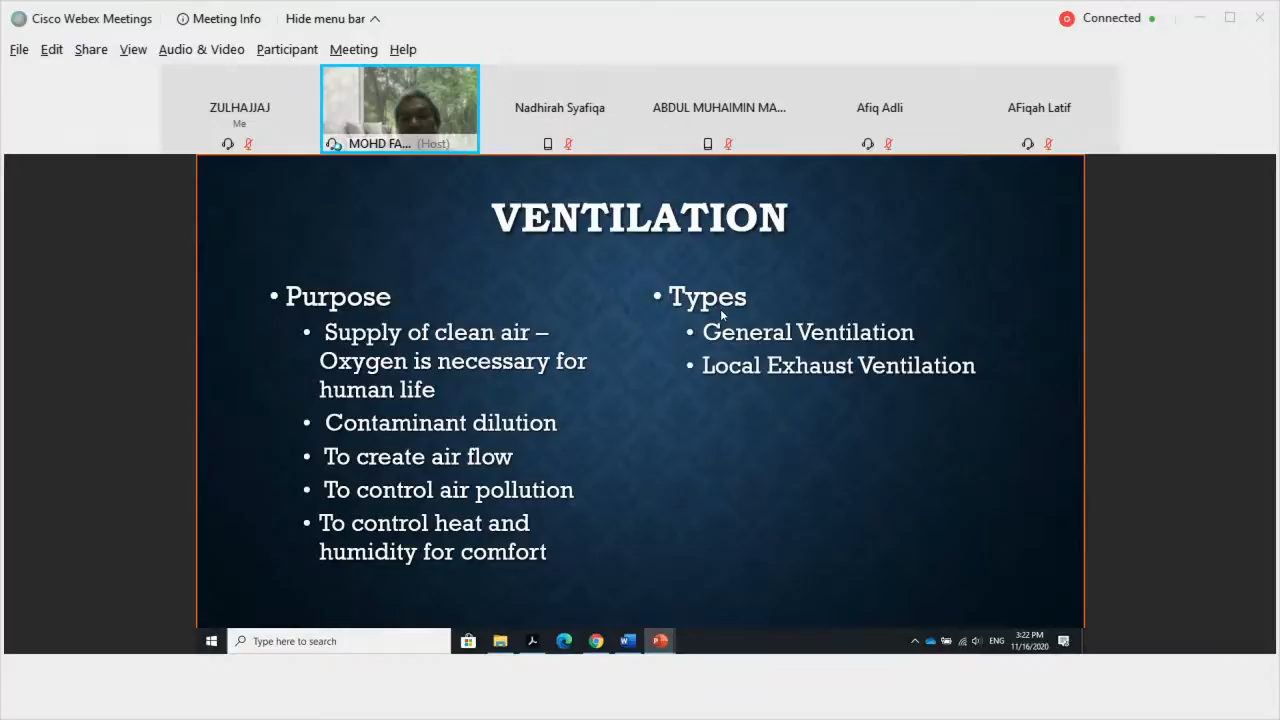 Cisco Webex Meetings
Meeting Info
Hide menu bar
Connected
File Edit Share View Audio & Video Participant Meeting Help
ZULHAJJAJ
Me
MOHD FA... (Host)
Nadhirah Syafiqa
ABDUL MUHAIMIN MA...
Afiq Adli
AFiqah Latif
VENTILATION
• Purpose
• Supply of clean air –
Oxygen is necessary for
human life
• Contaminant dilution
• To create air flow
• To control air pollution
• To control heat and
humidity for comfort
• Types
• General Ventilation
• Local Exhaust Ventilation
Type here to search
ENG
3:22 PM
11/16/2020